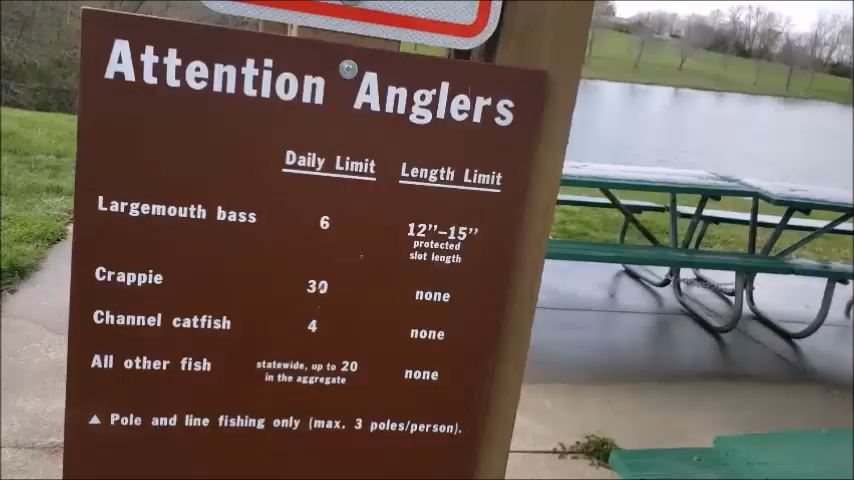 Attention Anglers
Daily Limit Length Limit
Largemouth bass 6 12”–15”
protected
slot length
Crappie 30 none
Channel catfish 4 none
All other fish statewide, up to 20 none
in the aggregate
▲ Pole and line fishing only (max. 3 poles/person).